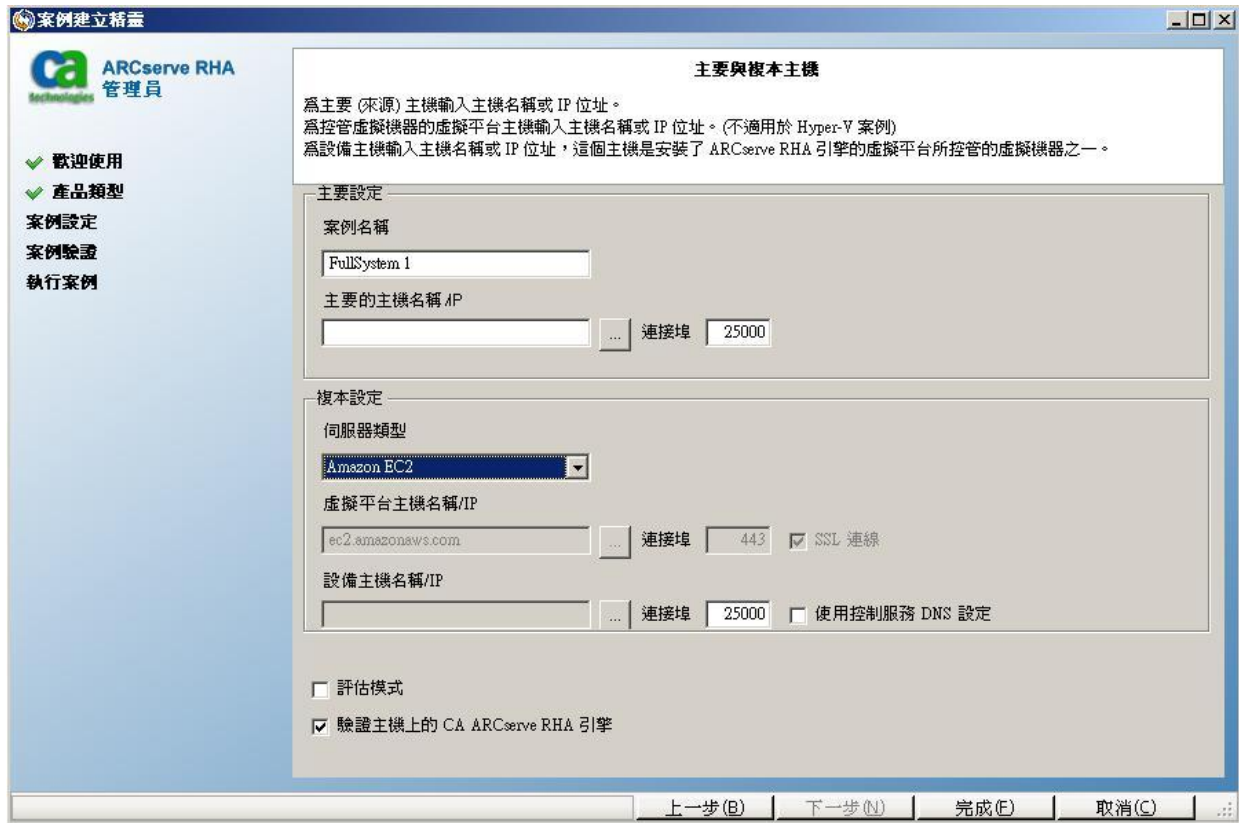 案例建立精靈
ca
technologies
ARCserve RHA
管理員
歡迎使用
產品類型
案例設定
案例驗證
執行案例
主要與複本主機
為主要 (來源) 主機輸入主機名稱或 IP 位址。
為控管虛擬機器的虛擬平台主機輸入主機名稱或 IP 位址。(不適用於 Hyper-V 案例)
為設備主機輸入主機名稱或 IP 位址，這個主機是安裝了 ARCserve RHA 引擎的虛擬平台所控管的虛擬機器之一。
主要設定
案例名稱
FullSystem 1
主要的主機名稱/IP
... 連接埠 25000
複本設定
伺服器類型
Amazon EC2
虛擬平台主機名稱/IP
ec2.amazonaws.com ... 連接埠 443 SSL 連線
設備主機名稱/IP
... 連接埠 25000 使用控制服務 DNS 設定
評估模式
驗證主機上的 CA ARCserve RHA 引擎
上一步(B) 下一步(N) 完成(F) 取消(C)